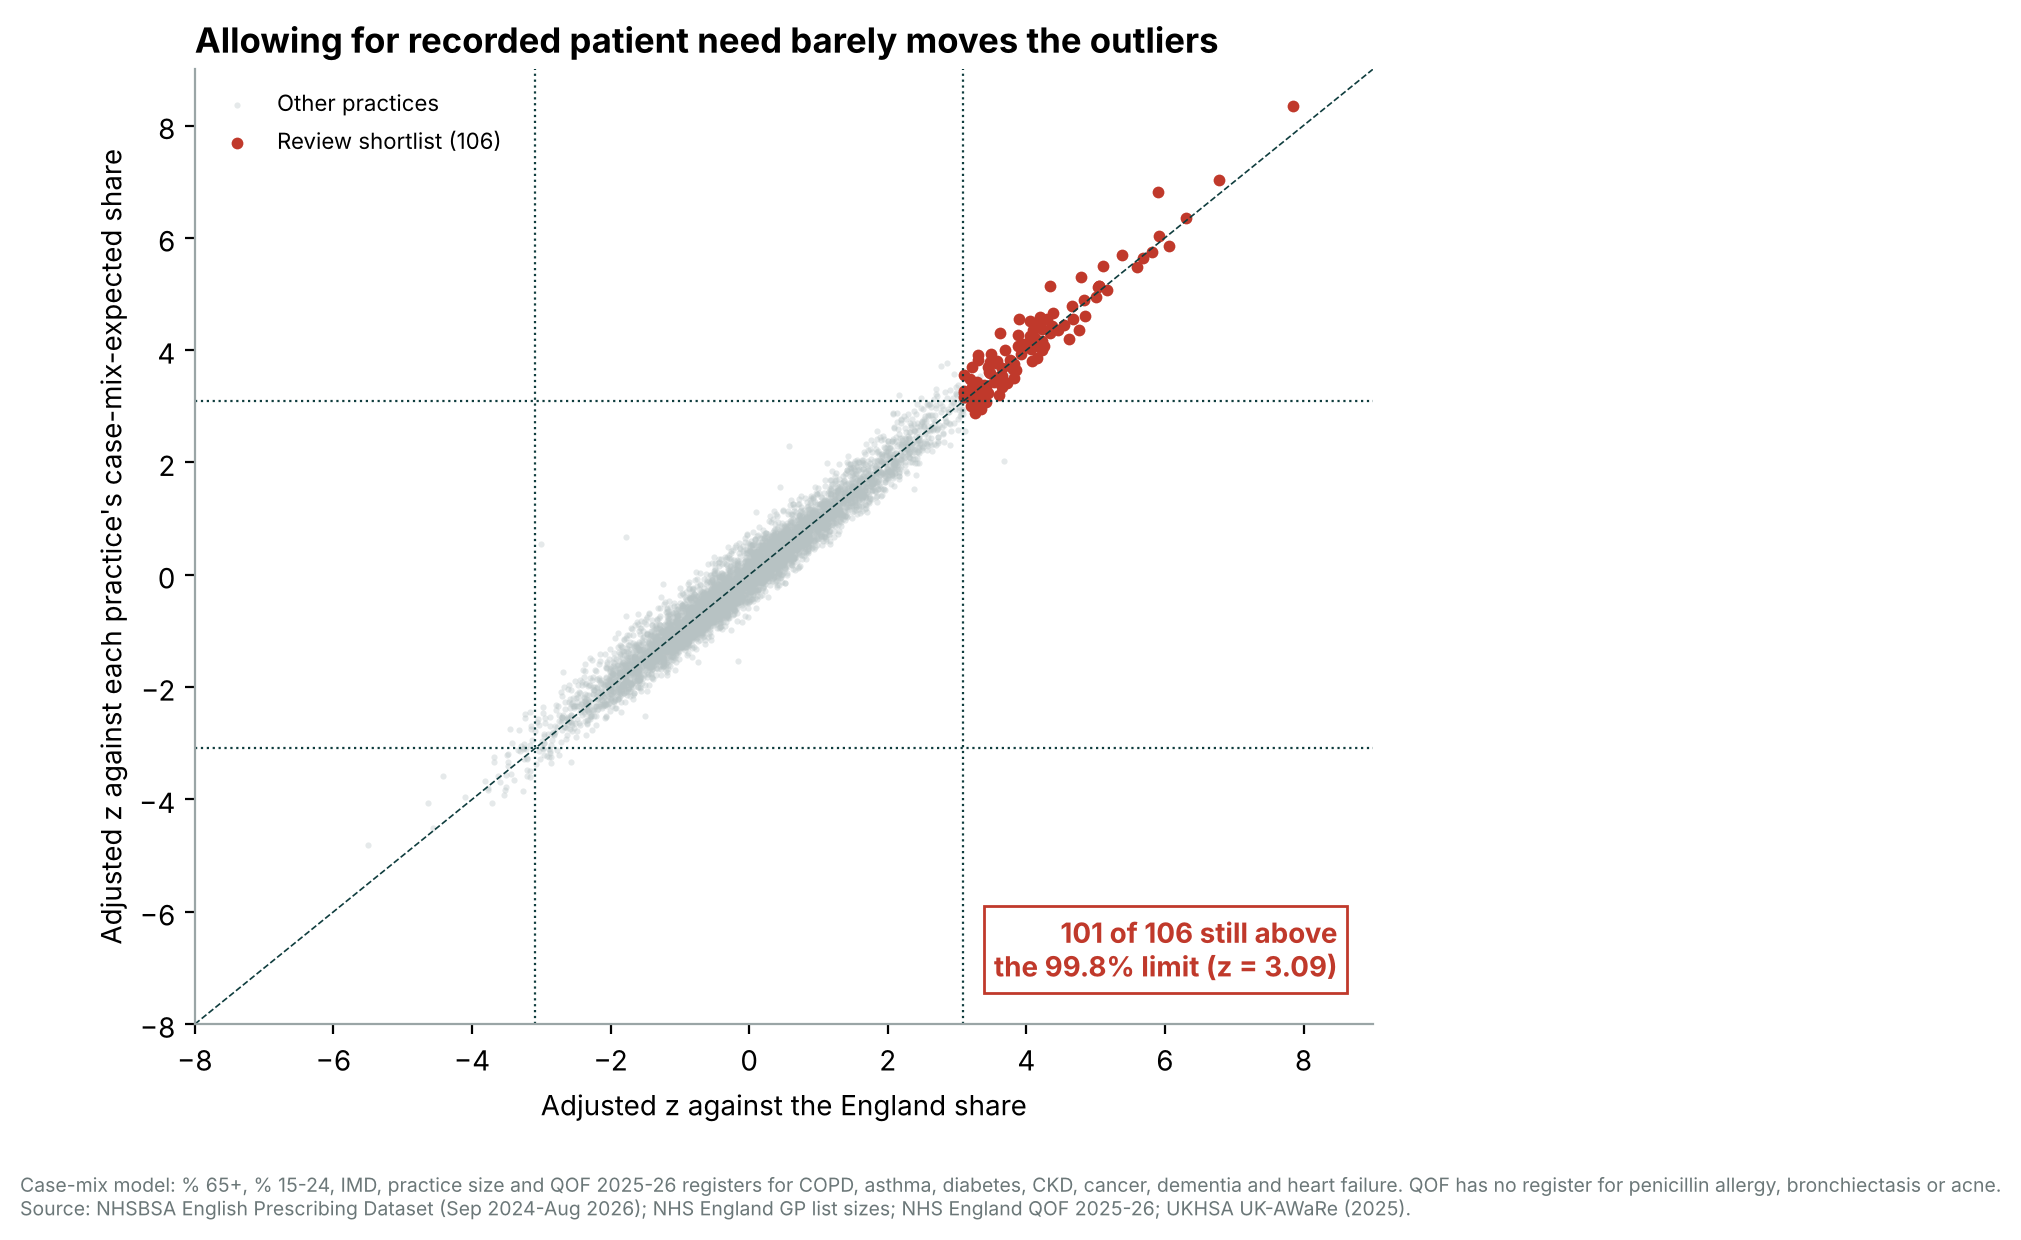 Allowing for recorded patient need barely moves the outliers
Other practices
Review shortlist (106)
Adjusted z against each practice's case-mix-expected share
8
6
4
2
0
−2
−4
−6
−8
101 of 106 still above
the 99.8% limit (z = 3.09)
−8
−6
−4
−2
0
2
4
6
8
Adjusted z against the England share
Case-mix model: % 65+, % 15-24, IMD, practice size and QOF 2025-26 registers for COPD, asthma, diabetes, CKD, cancer, dementia and heart failure. QOF has no register for penicillin allergy, bronchiectasis or acne.
Source: NHSBSA English Prescribing Dataset (Sep 2024-Aug 2026); NHS England GP list sizes; NHS England QOF 2025-26; UKHSA UK-AWaRe (2025).